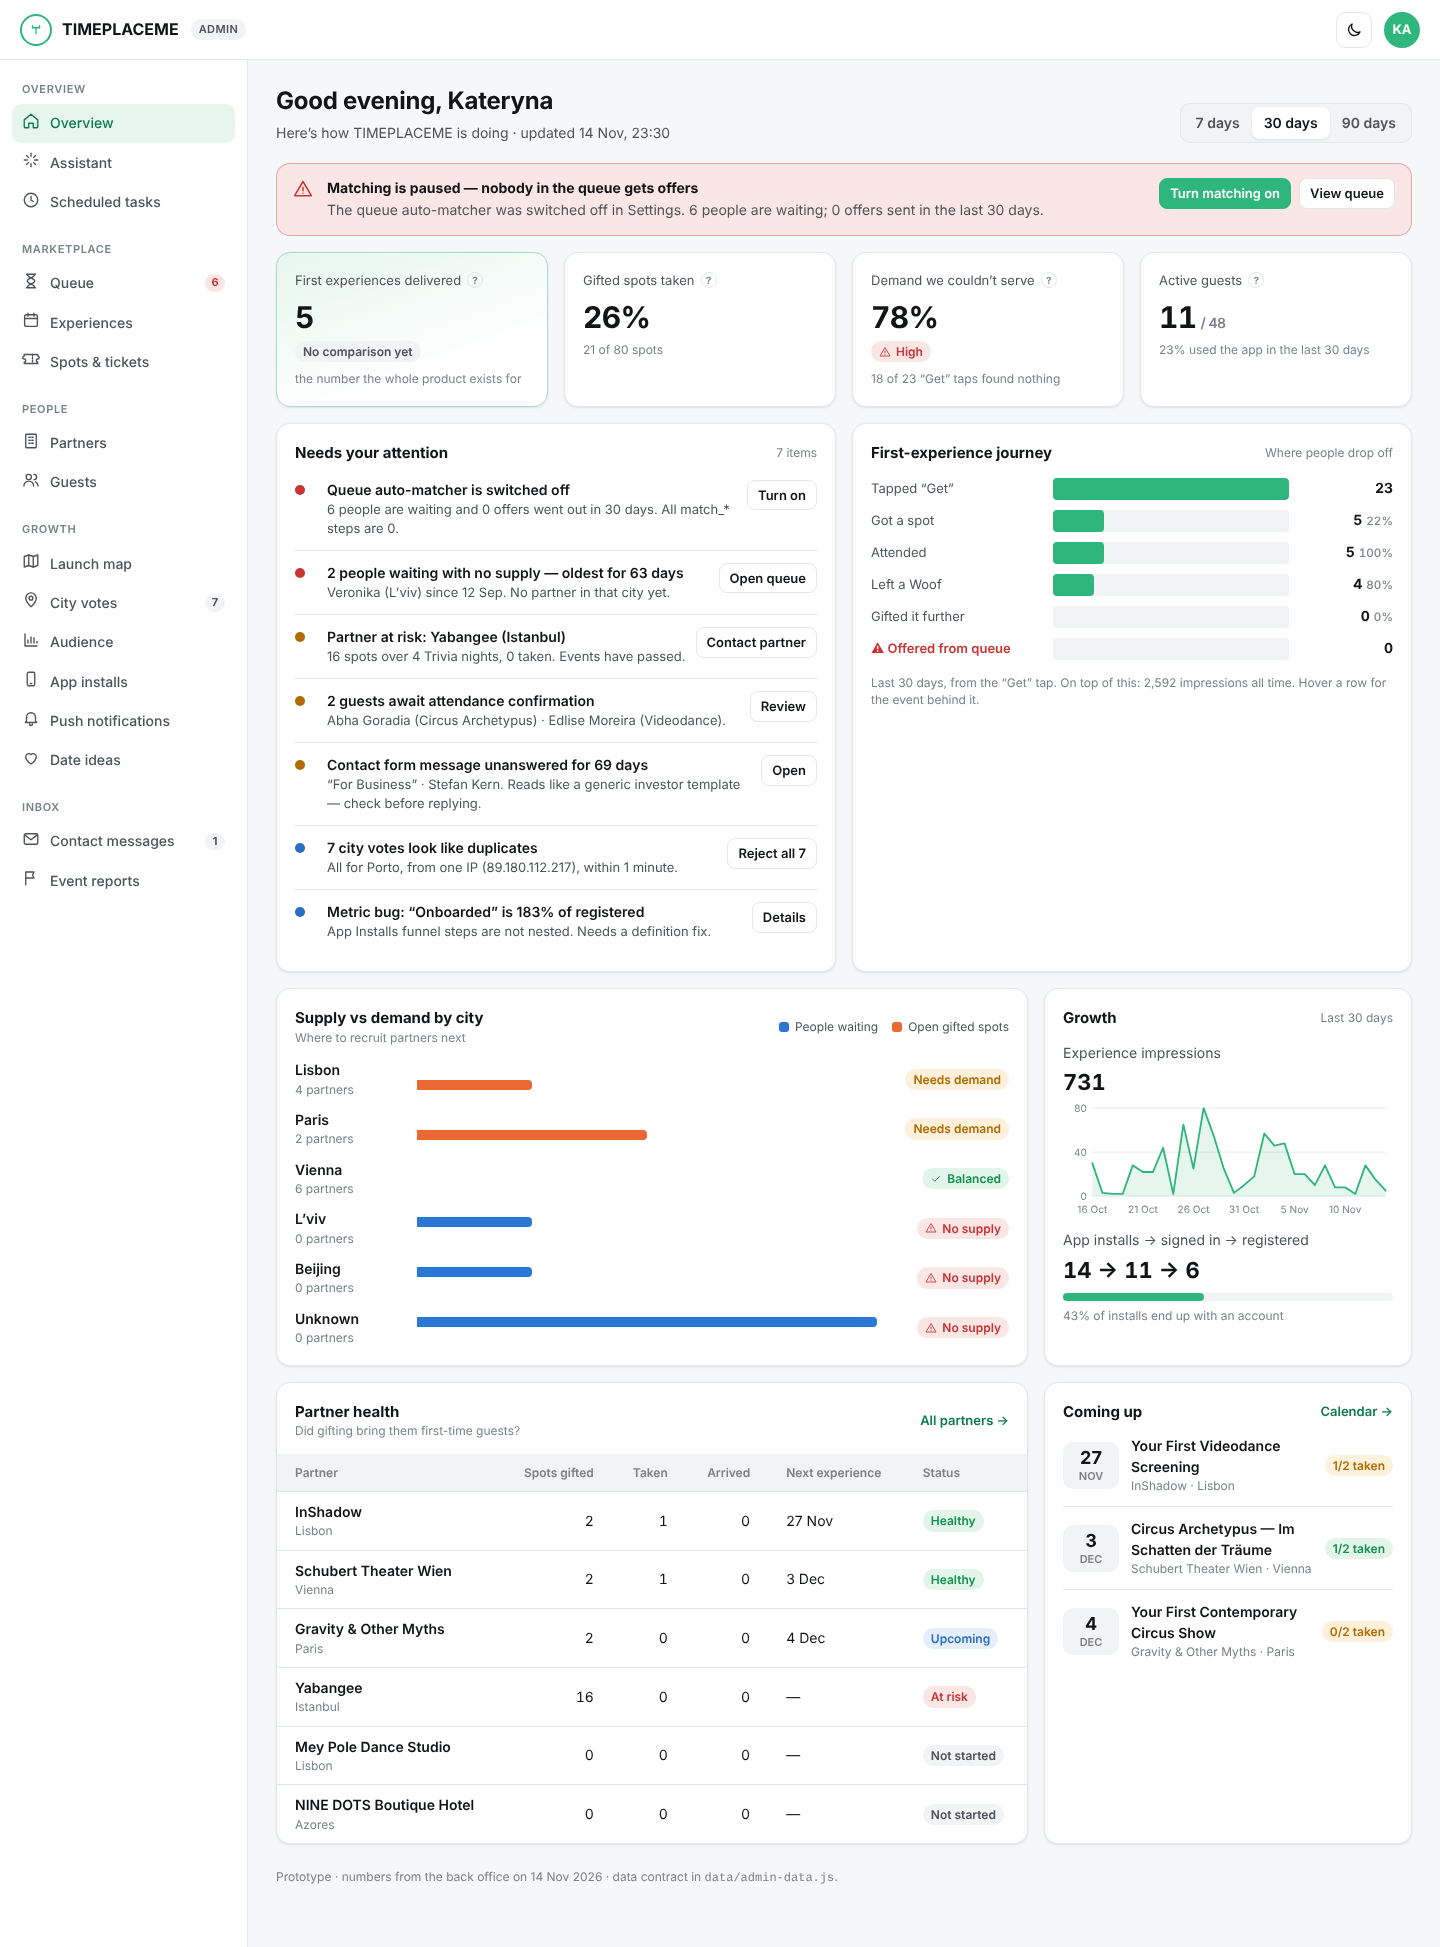 TIMEPLACEME ADMIN
KA
OVERVIEW
Overview
Assistant
Scheduled tasks
MARKETPLACE
Queue 6
Experiences
Spots & tickets
PEOPLE
Partners
Guests
GROWTH
Launch map
City votes 7
Audience
App installs
Push notifications
Date ideas
INBOX
Contact messages 1
Event reports
Good evening, Kateryna
Here’s how TIMEPLACEME is doing · updated 14 Nov, 23:30
7 days 30 days 90 days
Matching is paused — nobody in the queue gets offers
The queue auto-matcher was switched off in Settings. 6 people are waiting; 0 offers sent in the last 30 days.
Turn matching on View queue
First experiences delivered ?
5
No comparison yet
the number the whole product exists for
Gifted spots taken ?
26%
21 of 80 spots
Demand we couldn’t serve ?
78%
High
18 of 23 “Get” taps found nothing
Active guests ?
11 / 48
23% used the app in the last 30 days
Needs your attention 7 items
Queue auto-matcher is switched off
6 people are waiting and 0 offers went out in 30 days. All match_*
steps are 0.
Turn on
2 people waiting with no supply — oldest for 63 days
Veronika (L’viv) since 12 Sep. No partner in that city yet.
Open queue
Partner at risk: Yabangee (Istanbul)
16 spots over 4 Trivia nights, 0 taken. Events have passed.
Contact partner
2 guests await attendance confirmation
Abha Goradia (Circus Archetypus) · Edlise Moreira (Videodance).
Review
Contact form message unanswered for 69 days
“For Business” · Stefan Kern. Reads like a generic investor template
— check before replying.
Open
7 city votes look like duplicates
All for Porto, from one IP (89.180.112.217), within 1 minute.
Reject all 7
Metric bug: “Onboarded” is 183% of registered
App Installs funnel steps are not nested. Needs a definition fix.
Details
First-experience journey Where people drop off
Tapped “Get” 23
Got a spot 5 22%
Attended 5 100%
Left a Woof 4 80%
Gifted it further 0 0%
Offered from queue 0
Last 30 days, from the “Get” tap. On top of this: 2,592 impressions all time. Hover a row for
the event behind it.
Supply vs demand by city
Where to recruit partners next
People waiting Open gifted spots
Lisbon
4 partners
Needs demand
Paris
2 partners
Needs demand
Vienna
6 partners
Balanced
L’viv
0 partners
No supply
Beijing
0 partners
No supply
Unknown
0 partners
No supply
Growth Last 30 days
Experience impressions
731
80
40
0
16 Oct 21 Oct 26 Oct 31 Oct 5 Nov 10 Nov
App installs → signed in → registered
14 → 11 → 6
43% of installs end up with an account
Partner health
Did gifting bring them first-time guests?
All partners →
Partner Spots gifted Taken Arrived Next experience Status
InShadow
Lisbon
2 1 0 27 Nov Healthy
Schubert Theater Wien
Vienna
2 1 0 3 Dec Healthy
Gravity & Other Myths
Paris
2 0 0 4 Dec Upcoming
Yabangee
Istanbul
16 0 0 — At risk
Mey Pole Dance Studio
Lisbon
0 0 0 — Not started
NINE DOTS Boutique Hotel
Azores
0 0 0 — Not started
Coming up Calendar →
27
NOV
Your First Videodance
Screening
InShadow · Lisbon
1/2 taken
3
DEC
Circus Archetypus — Im
Schatten der Träume
Schubert Theater Wien · Vienna
1/2 taken
4
DEC
Your First Contemporary
Circus Show
Gravity & Other Myths · Paris
0/2 taken
Prototype · numbers from the back office on 14 Nov 2026 · data contract in data/admin-data.js.